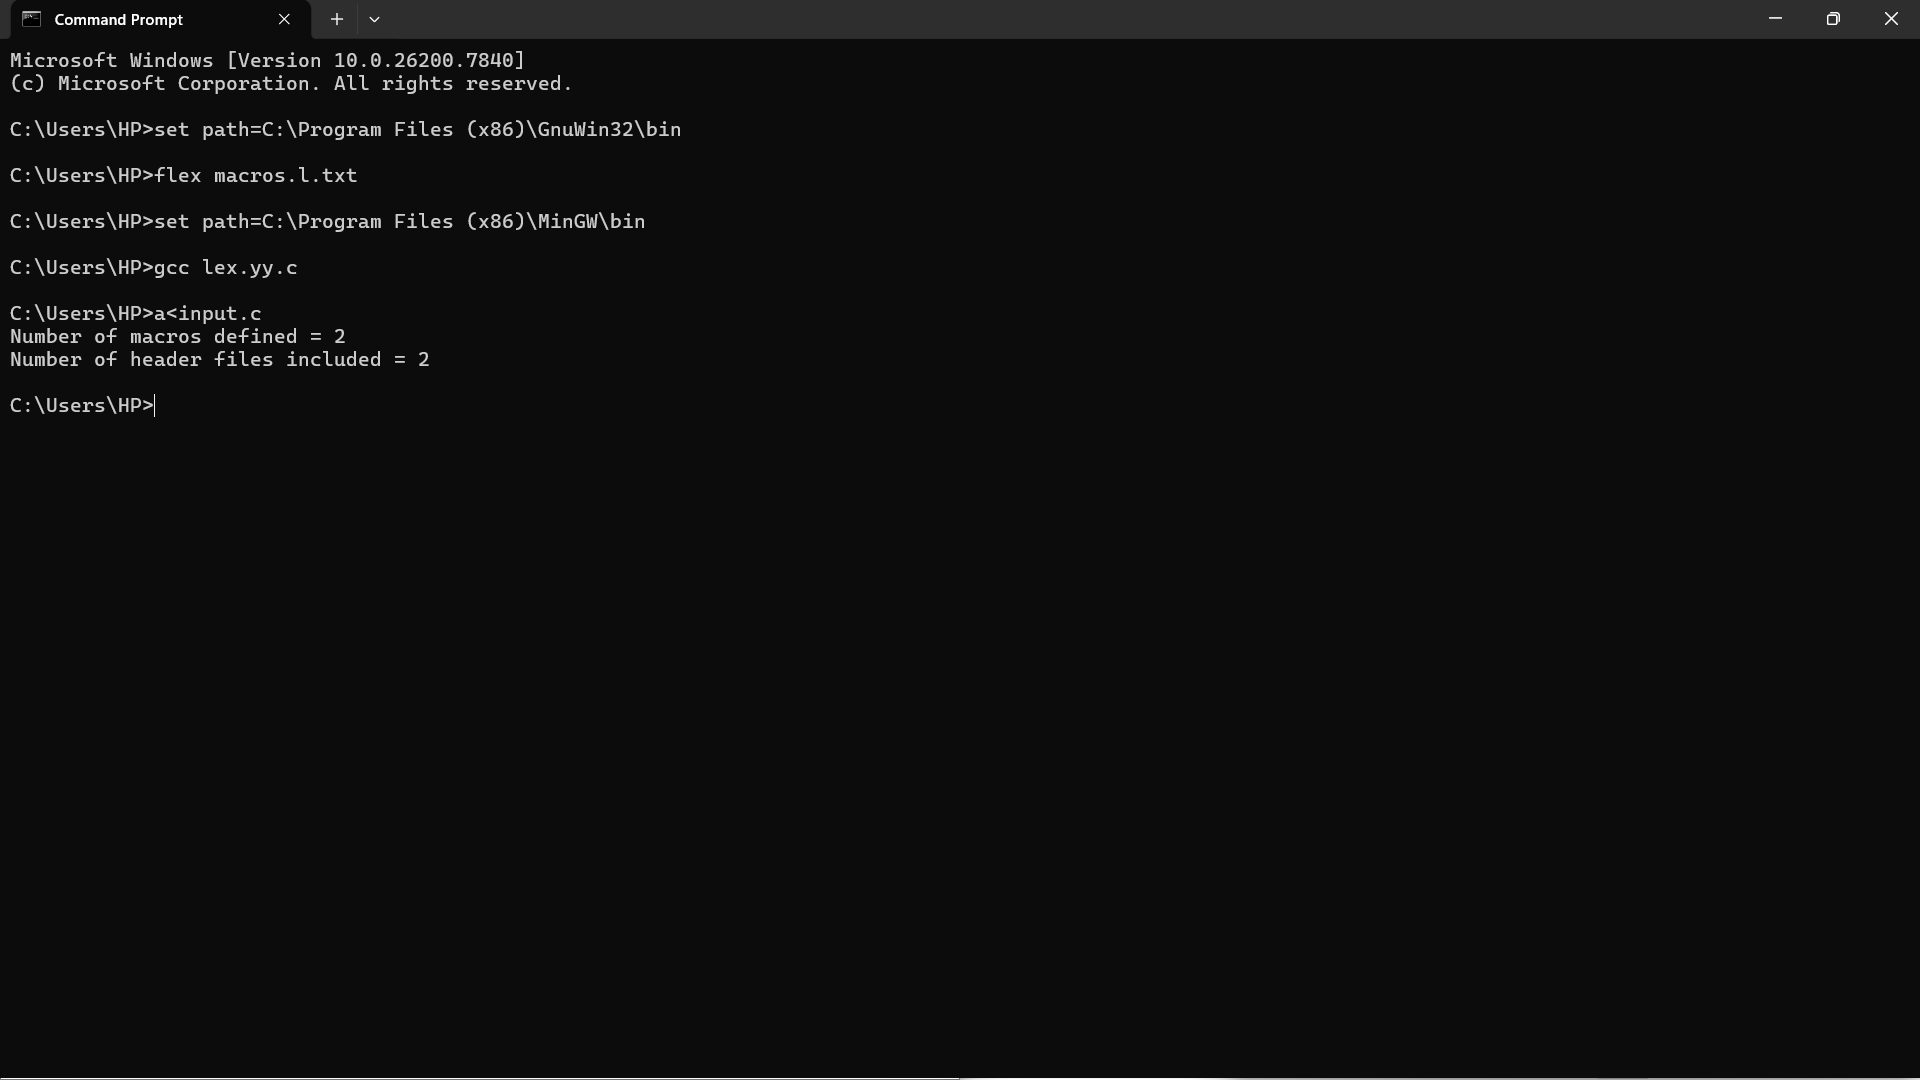 Command Prompt
Microsoft Windows [Version 10.0.26200.7840]
(c) Microsoft Corporation. All rights reserved.
C:\Users\HP>set path=C:\Program Files (x86)\GnuWin32\bin
C:\Users\HP>flex macros.l.txt
C:\Users\HP>set path=C:\Program Files (x86)\MinGW\bin
C:\Users\HP>gcc lex.yy.c
C:\Users\HP>a<input.c
Number of macros defined = 2
Number of header files included = 2
C:\Users\HP>